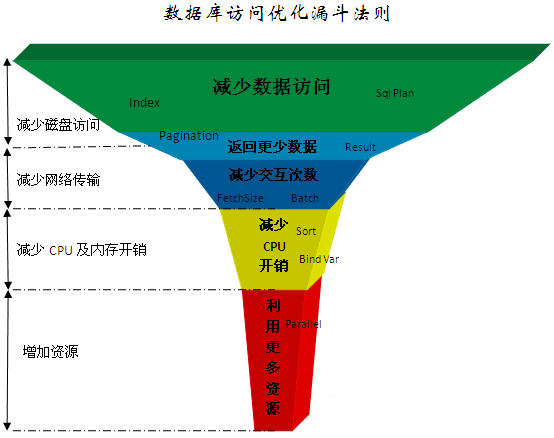 数据库访问优化漏斗法则
减少数据访问
Index
Sql Plan
减少磁盘访问
Pagination
返回更少数据
Result
减少网络传输
减少交互次数
FetchSize
Batch
减少
Sort
CPU
减少 CPU 及内存开销
开销
Bind Var
利
用
Parallel
更
增加资源
多
资
源